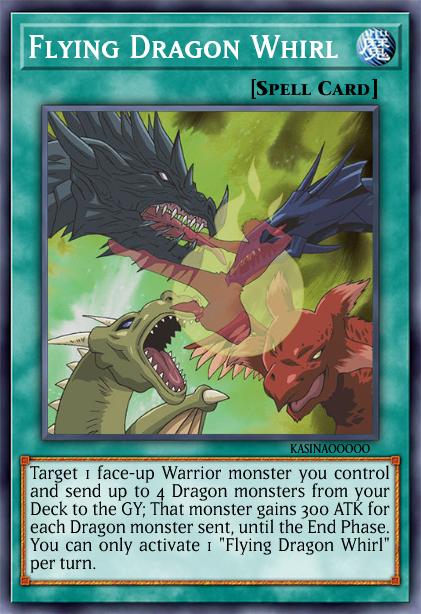 Flying Dragon Whirl 魔
[Spell Card]
KASINAO0000
Target 1 face-up Warrior monster you control
and send up to 4 Dragon monsters from your
Deck to the GY; That monster gains 300 ATK for
each Dragon monster sent, until the End Phase.
You can only activate 1 "Flying Dragon Whirl"
per turn.